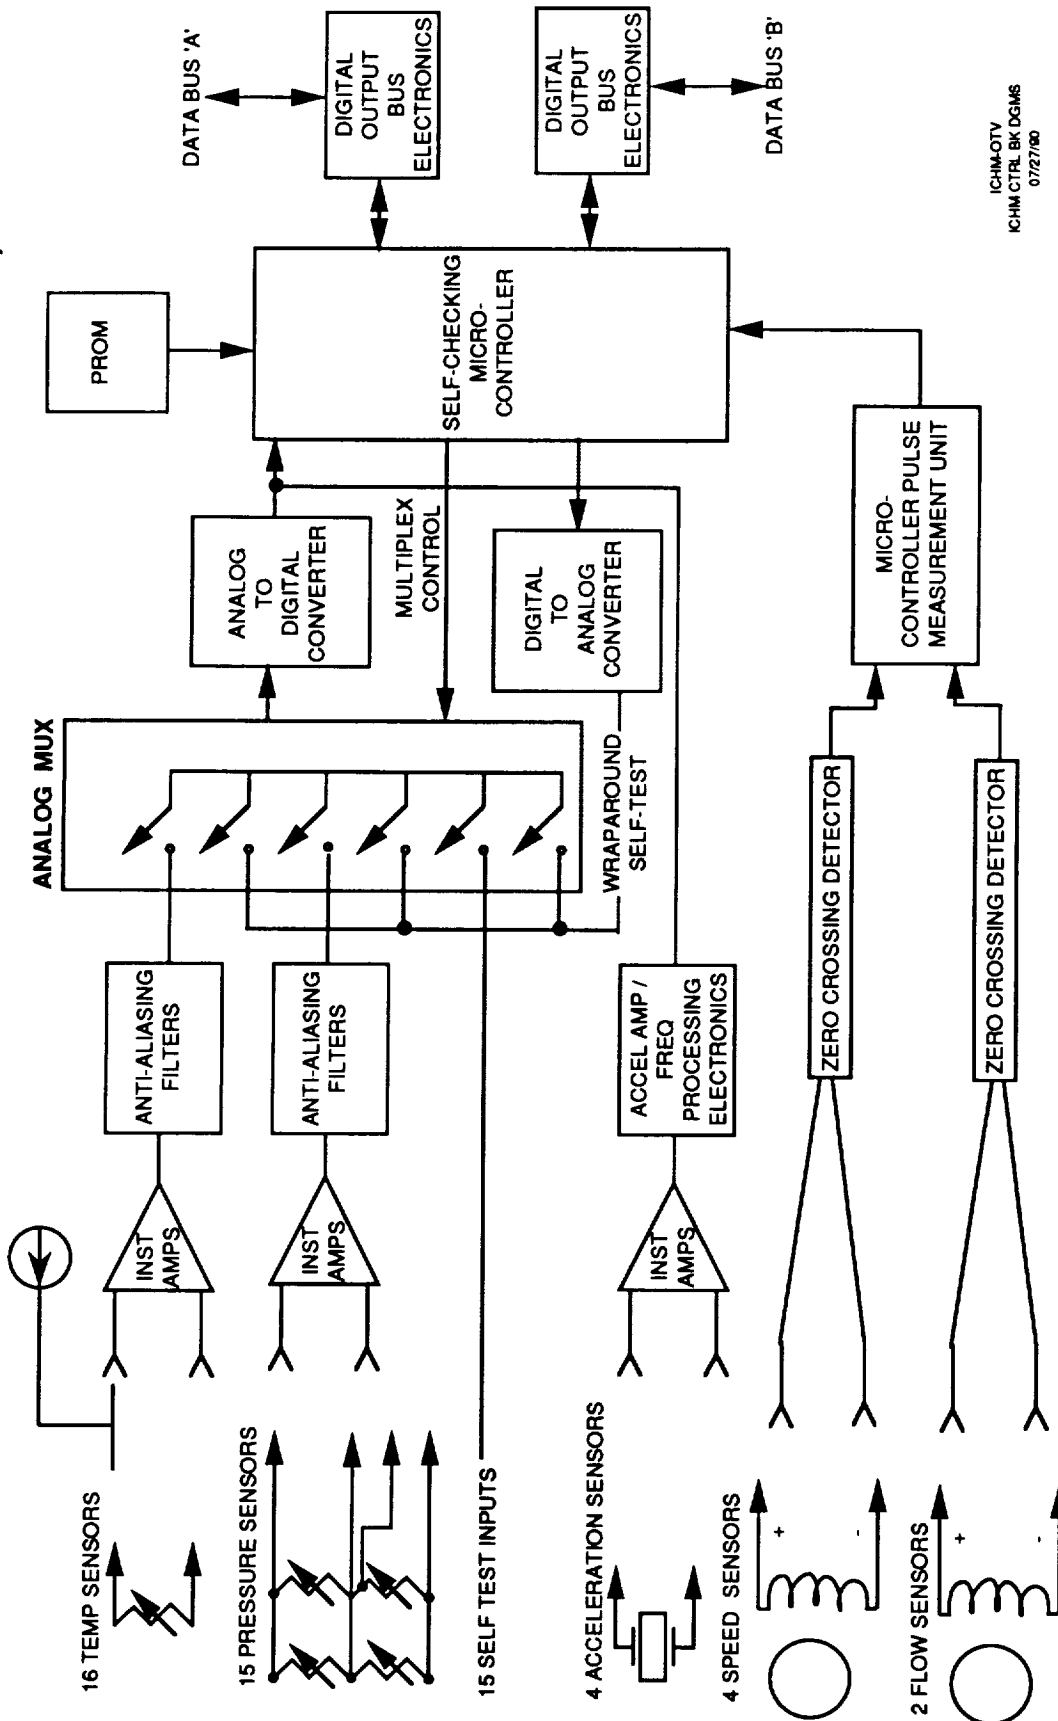 16 TEMP SENSORS
15 PRESSURE SENSORS
15 SELF TEST INPUTS
4 ACCELERATION SENSORS
4 SPEED SENSORS
+
-
2 FLOW SENSORS
+
-
INST
AMPS
INST
AMPS
INST
AMPS
ANTI-ALIASING
FILTERS
ANTI-ALIASING
FILTERS
ACCEL AMP /
FREQ
PROCESSING
ELECTRONICS
ZERO CROSSING DETECTOR
ZERO CROSSING DETECTOR
ANALOG MUX
WRAPAROUND
SELF-TEST
ANALOG
TO
DIGITAL
CONVERTER
MULTIPLEX
CONTROL
DIGITAL
TO
ANALOG
CONVERTER
MICRO-
CONTROLLER PULSE
MEASUREMENT UNIT
PROM
SELF-CHECKING
MICRO-
CONTROLLER
DATA BUS 'A'
DIGITAL
OUTPUT
BUS
ELECTRONICS
DIGITAL
OUTPUT
BUS
ELECTRONICS
DATA BUS 'B'
ICHM-OTV
ICHM CTRL BK DGMS
07/27/90